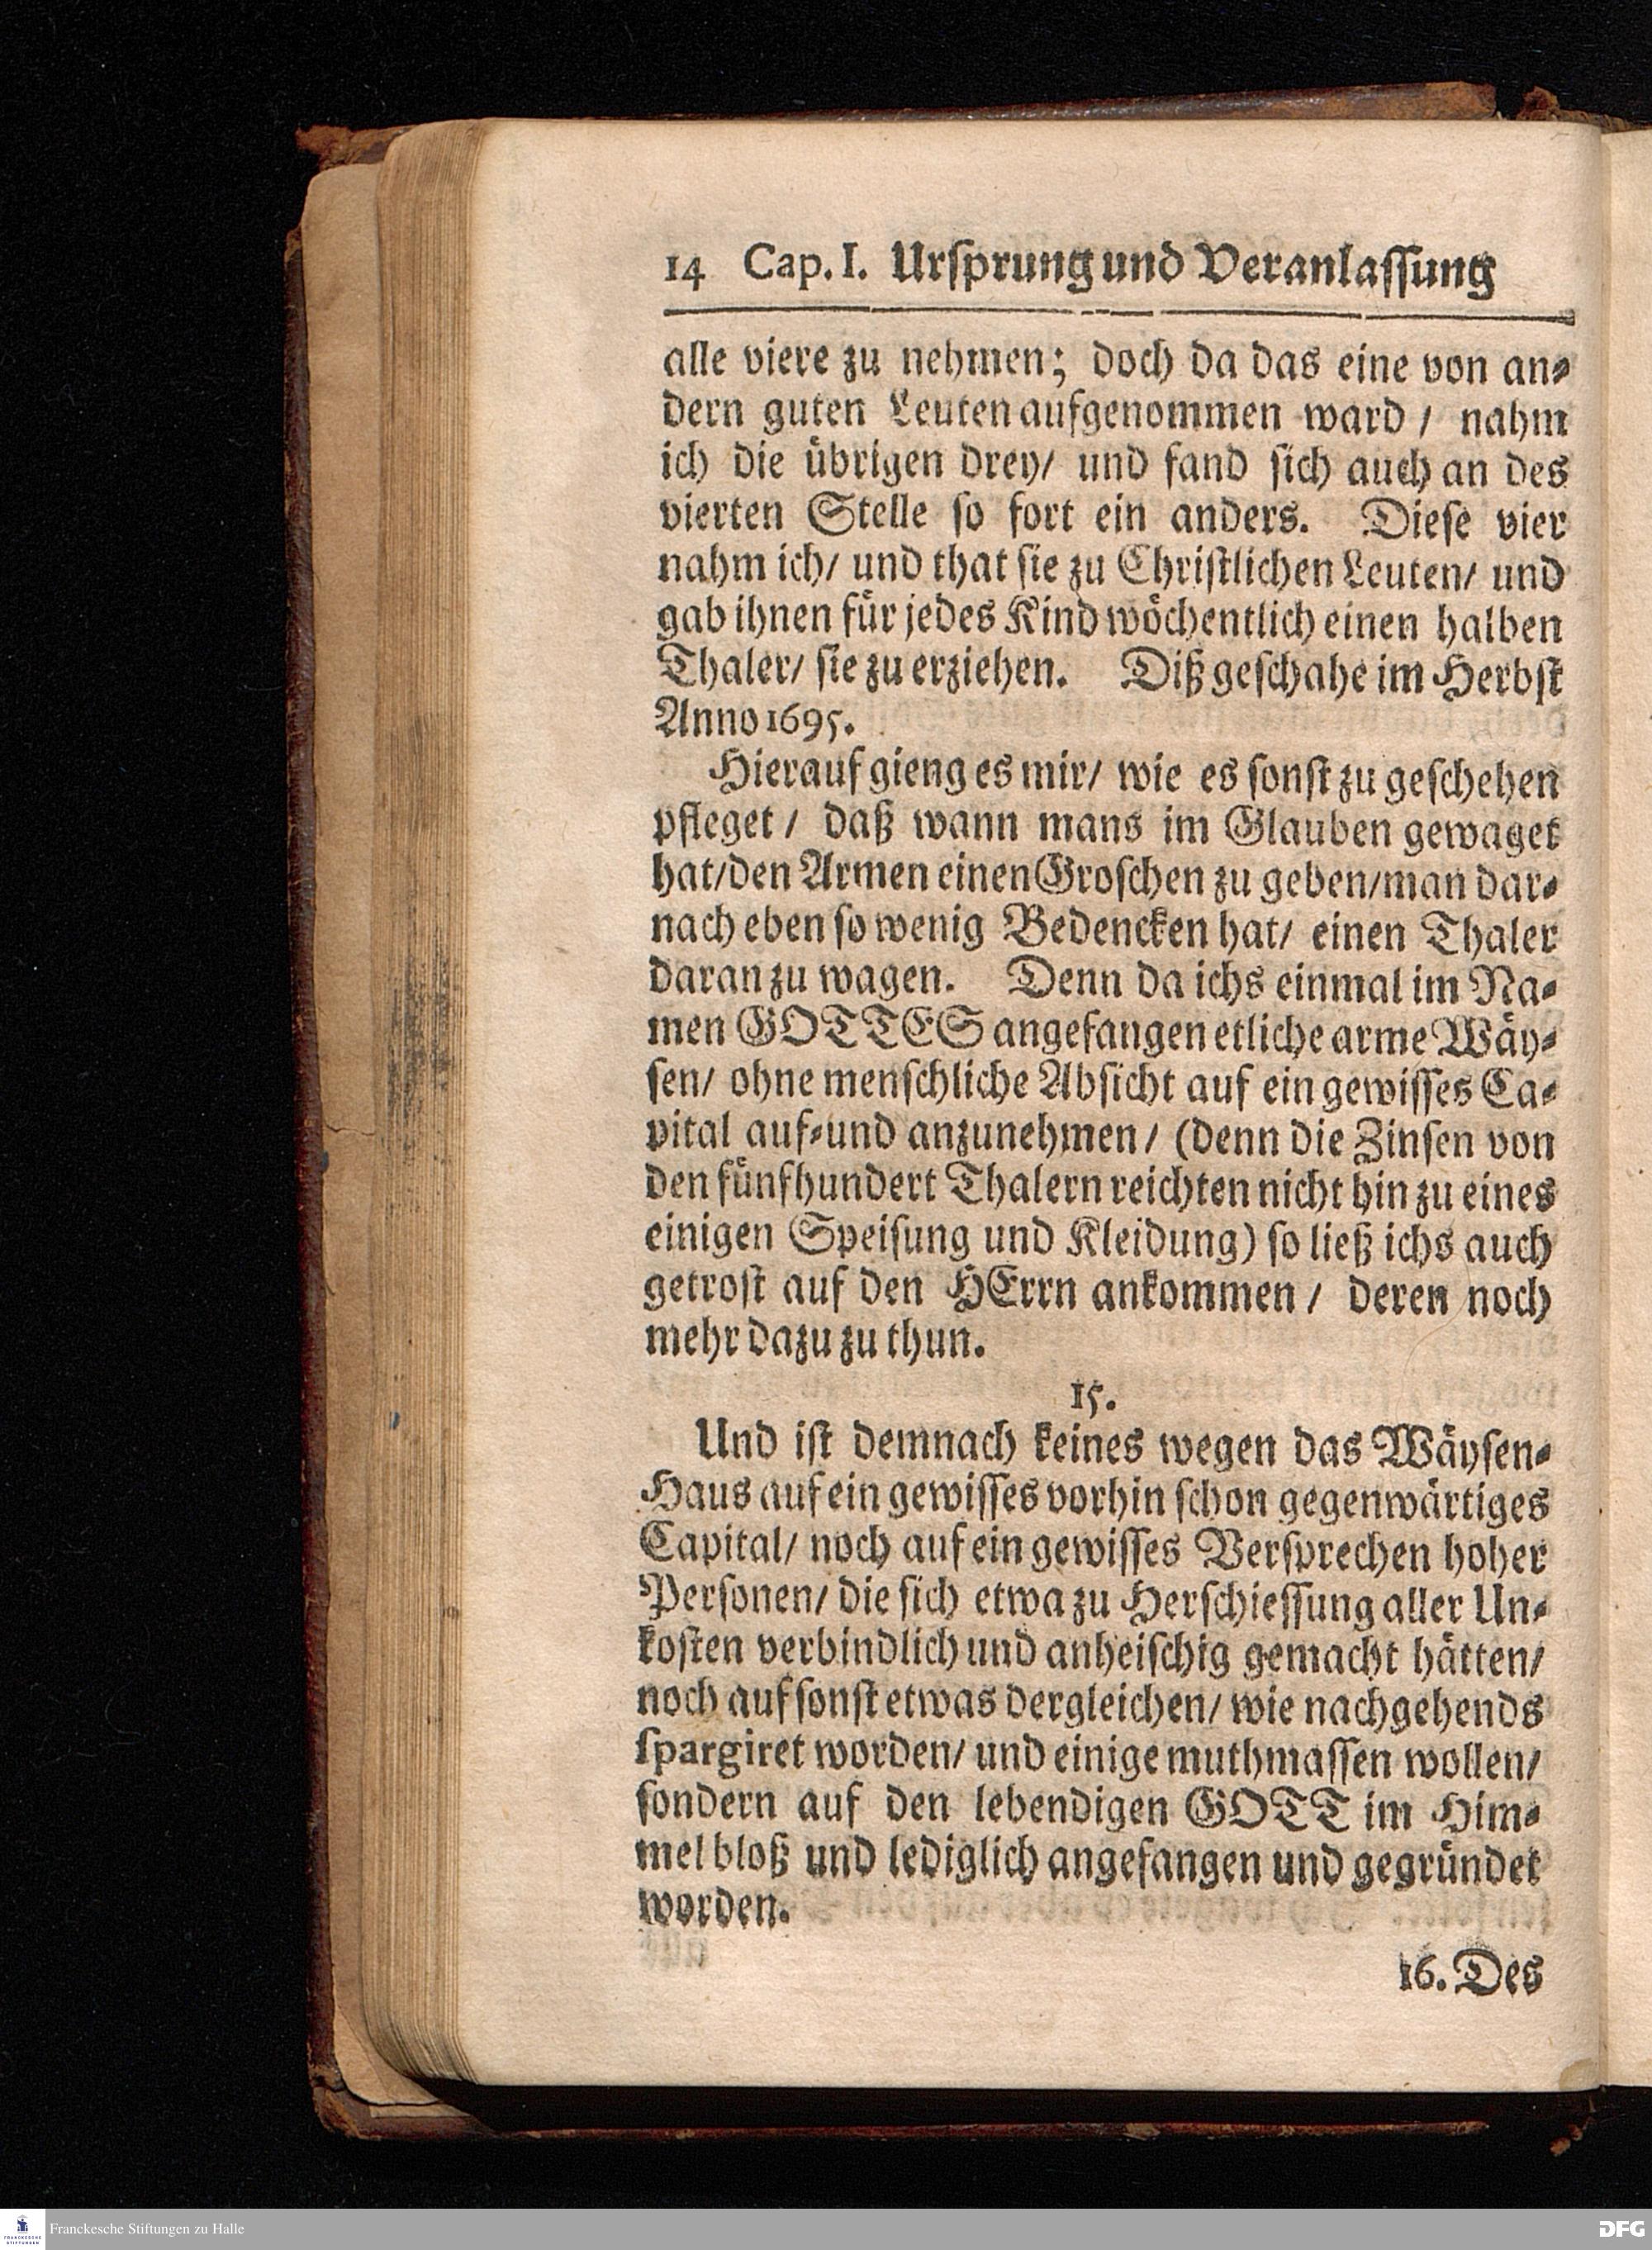 14 Cap. I. Urſprung und Veranlaſſung
alle viere zu nehmen; doch da das eine von an⸗
dern guten Leuten aufgenommen ward / nahm
ich die übrigen drey/ und fand ſich auch an des
vierten Stelle ſo fort ein anders. Dieſe vier
nahm ich/ und that ſie zu Chriſtlichen Leuten/ und
gab ihnen für jedes Kind wöchentlich einen halben
Thaler/ ſie zu erziehen. Diß geſchahe im Herbſt
Anno 1695.
Hierauf gieng es mir/ wie es ſonſt zu geſchehen
pfleget / daß wann mans im Glauben gewaget
hat/den Armen einen Groſchen zu geben/man dar⸗
nach eben ſo wenig Bedencken hat/ einen Thaler
daran zu wagen. Denn da ichs einmal im Na⸗
men GOTTES angefangen etliche arme Wäy⸗
ſen/ ohne menſchliche Abſicht auf ein gewiſſes Ca⸗
pital auf⸗und anzunehmen/ (denn die Zinſen von
den fünfhundert Thalern reichten nicht hin zu eines
einigen Speiſung und Kleidung) ſo ließ ichs auch
getroſt auf den HErrn ankommen / deren noch
mehr dazu zu thun.
15.
Und iſt demnach keines wegen das Wäyſen⸗
Haus auf ein gewiſſes vorhin ſchon gegenwärtiges
Capital/ noch auf ein gewiſſes Verſprechen hoher
Perſonen/ die ſich etwa zu Herſchieſſung aller Un⸗
koſten verbindlich und anheiſchig gemacht hätten/
noch auf ſonſt etwas dergleichen/ wie nachgehends
ſpargiret worden/ und einige muthmaſſen wollen/
ſondern auf den lebendigen GOTT im Him⸗
mel bloß und lediglich angefangen und gegründet
worden.
16. Des
FRANCKESCHE
STIFTUNGEN
Franckesche Stiftungen zu Halle
DFG